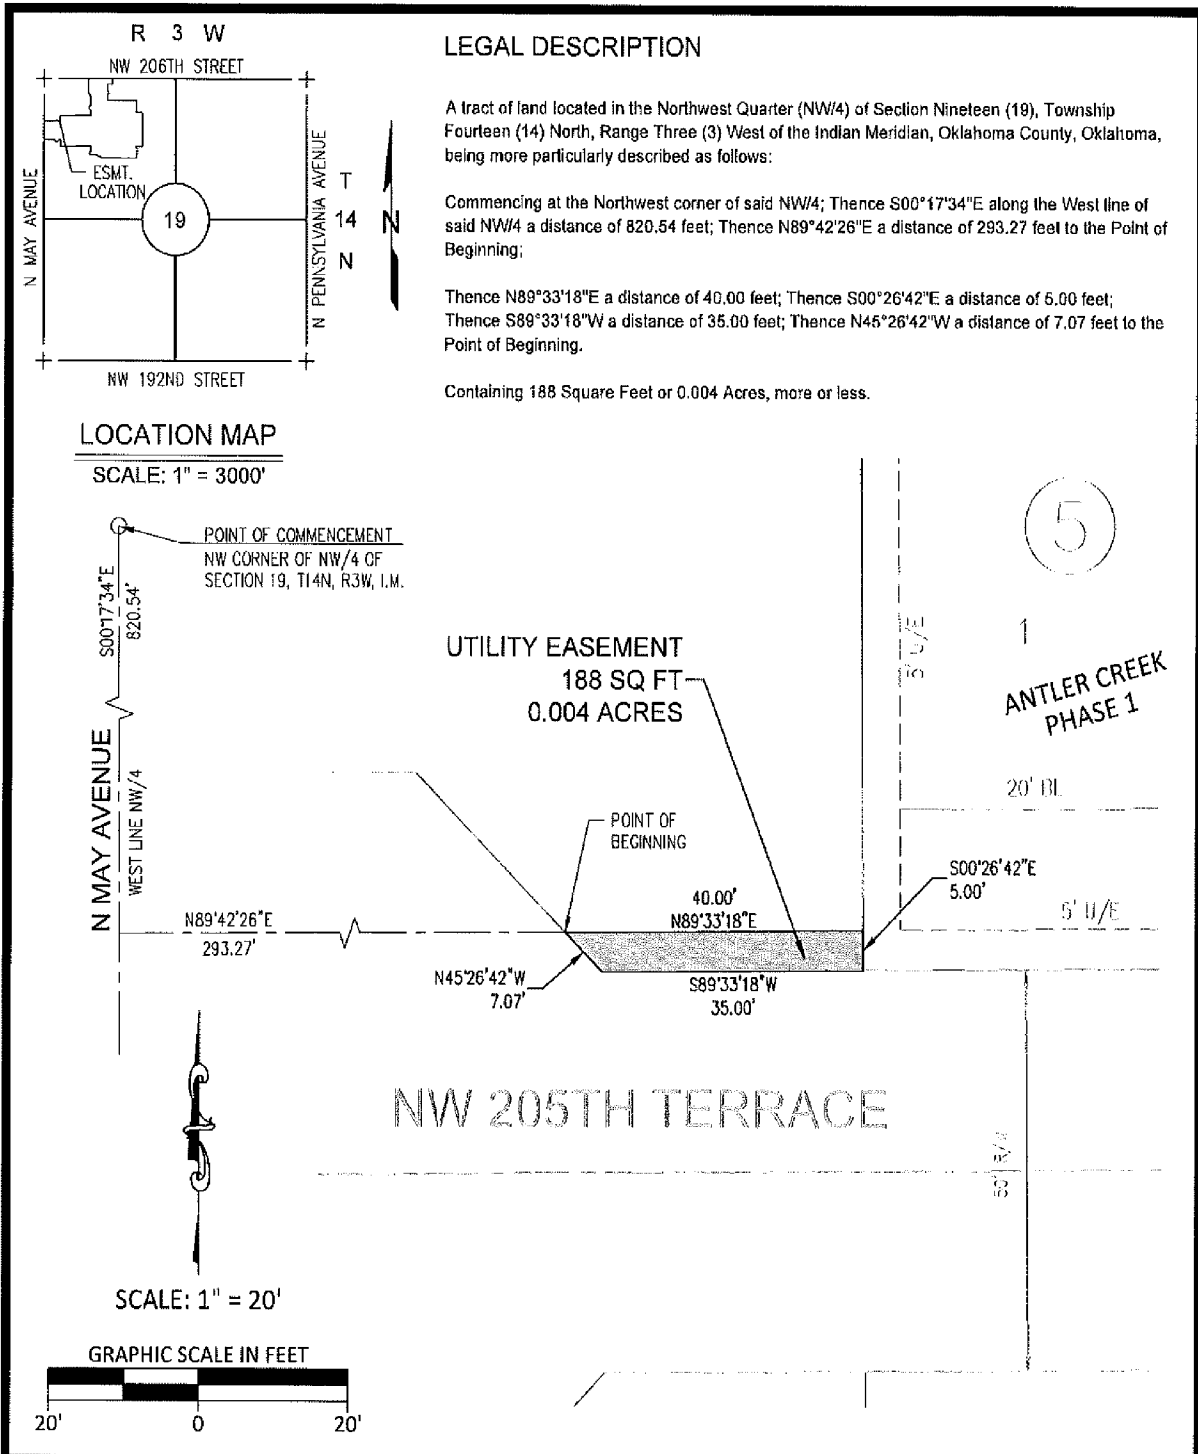 R 3 W
NW 206TH STREET
N MAY AVENUE
ESMT.
LOCATION
19
N PENNSYLVANIA AVENUE
T
14
N
N
NW 192ND STREET
LOCATION MAP
SCALE: 1" = 3000'
LEGAL DESCRIPTION
A tract of land located in the Northwest Quarter (NW/4) of Section Nineteen (19), Township
Fourteen (14) North, Range Three (3) West of the Indian Meridian, Oklahoma County, Oklahoma,
being more particularly described as follows:
Commencing at the Northwest corner of said NW/4; Thence S00°17'34"E along the West line of
said NW/4 a distance of 820.54 feet; Thence N89°42'26"E a distance of 293.27 feet to the Point of
Beginning;
Thence N89°33'18"E a distance of 40.00 feet; Thence S00°26'42"E a distance of 5.00 feet;
Thence S89°33'18"W a distance of 35.00 feet; Thence N45°26'42"W a distance of 7.07 feet to the
Point of Beginning.
Containing 188 Square Feet or 0.004 Acres, more or less.
POINT OF COMMENCEMENT
NW CORNER OF NW/4 OF
SECTION 19, T14N, R3W, I.M.
S00°17'34"E
820.54'
N MAY AVENUE
WEST LINE NW/4
UTILITY EASEMENT
188 SQ FT
0.004 ACRES
5
1
5' U/E
ANTLER CREEK
PHASE 1
20' BL
POINT OF
BEGINNING
S00°26'42"E
5.00'
5' U/E
40.00'
N89°33'18"E
N89°42'26"E
293.27'
N45°26'42"W
7.07'
S89°33'18"W
35.00'
NW 205TH TERRACE
50' R/W
SCALE: 1" = 20'
GRAPHIC SCALE IN FEET
20' 0 20'